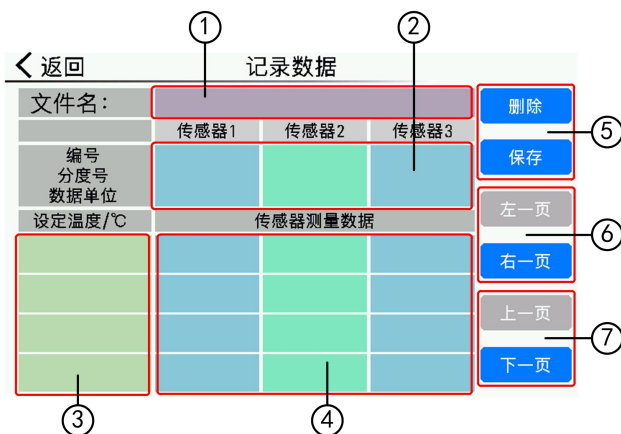 ① ②
返回 记录数据
文件名：
删除
传感器1 传感器2 传感器3
⑤
编号
分度号
数据单位
保存
设定温度/℃ 传感器测量数据
左一页
⑥
右一页
上一页
⑦
下一页
③ ④